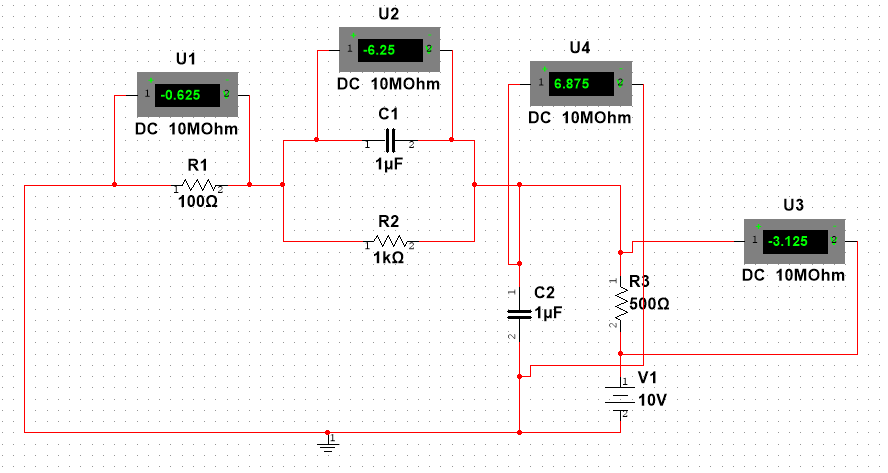 U2
1 -6.25 2
DC 10MOhm
U1
1 -0.625 2
DC 10MOhm
U4
1 6.875 2
DC 10MOhm
C1
1 2
1µF
R1
1 2
100Ω
R2
1 2
1kΩ
U3
1 -3.125 2
DC 10MOhm
C2
1
1µF
2
R3
1
500Ω
2
V1
1
10V
2
1